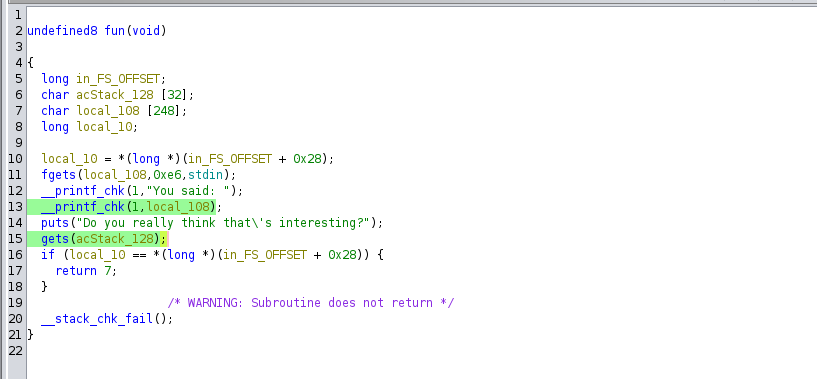 1
2 undefined8 fun(void)
3
4 {
5 long in_FS_OFFSET;
6 char acStack_128 [32];
7 char local_108 [248];
8 long local_10;
9
10 local_10 = *(long *)(in_FS_OFFSET + 0x28);
11 fgets(local_108,0xe6,stdin);
12 __printf_chk(1,"You said: ");
13 __printf_chk(1,local_108);
14 puts("Do you really think that\'s interesting?");
15 gets(acStack_128);
16 if (local_10 == *(long *)(in_FS_OFFSET + 0x28)) {
17 return 7;
18 }
19 /* WARNING: Subroutine does not return */
20 __stack_chk_fail();
21 }
22